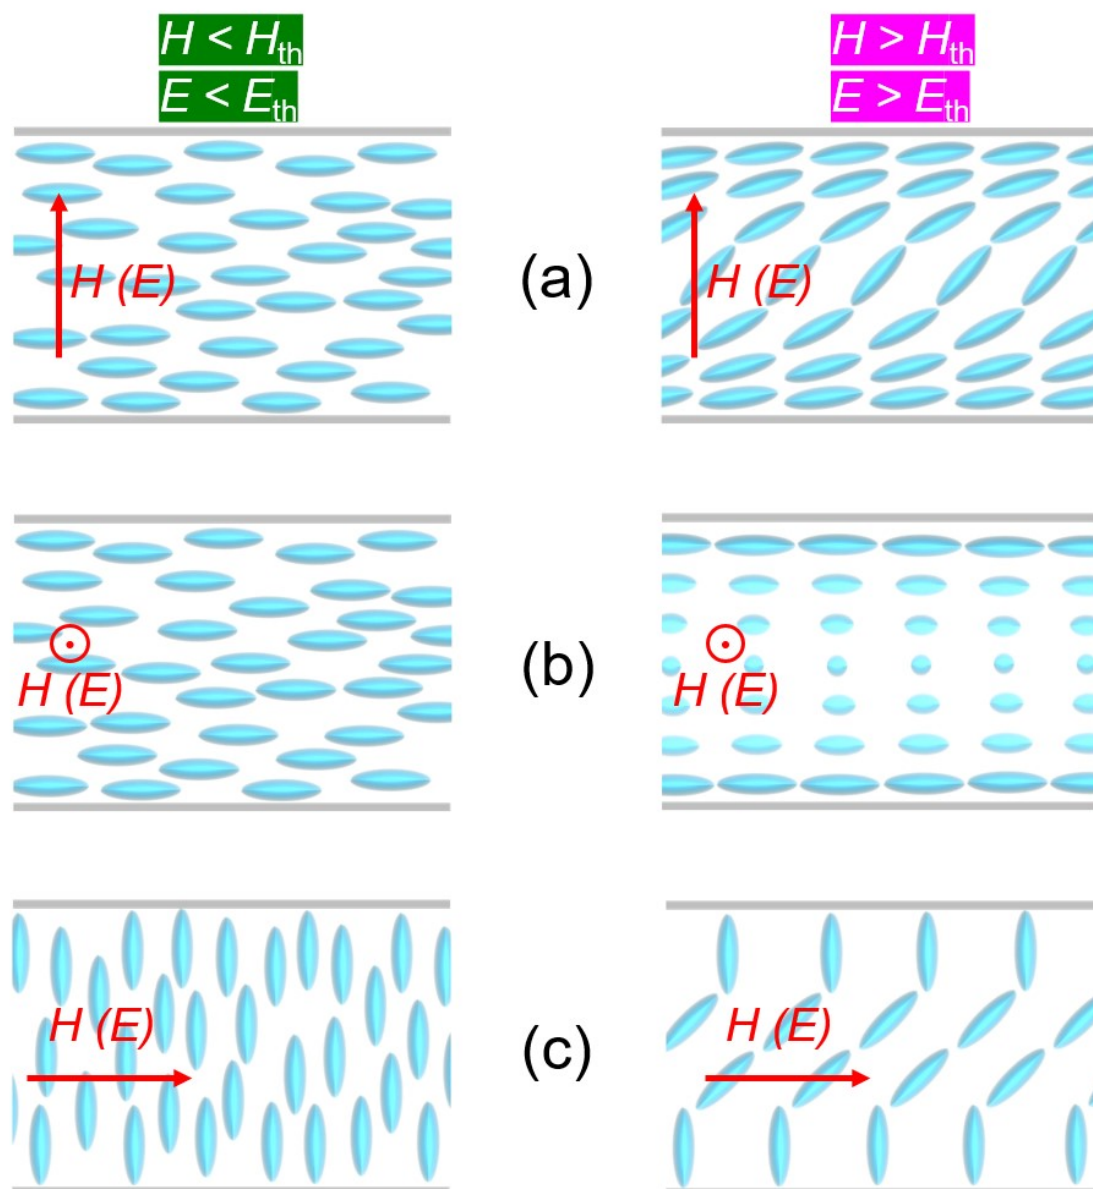 H < Hth
E < Eth
H > Hth
E > Eth
H (E)
(a)
H (E)
H (E)
(b)
H (E)
H (E)
(c)
H (E)